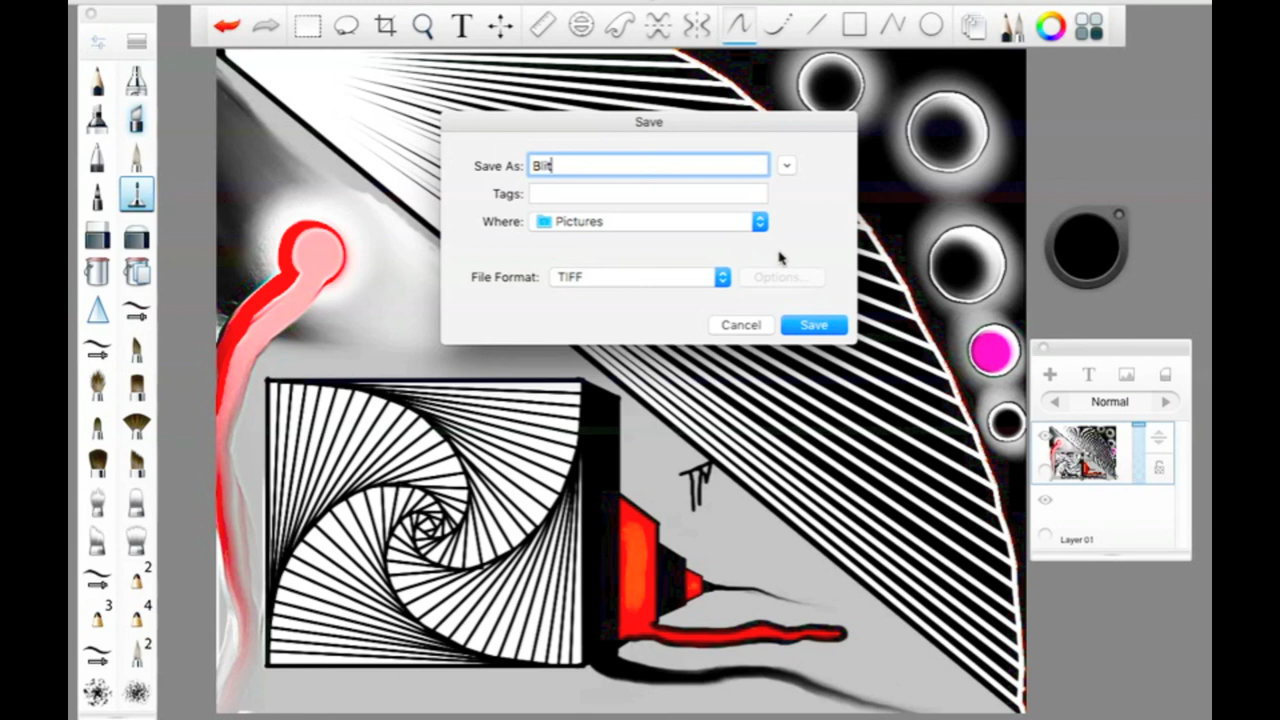 T
Save
Save As: Blit
Tags:
Where: Pictures
File Format: TIFF
Options...
Cancel Save
T
Normal
Layer 01
2
3 4
2